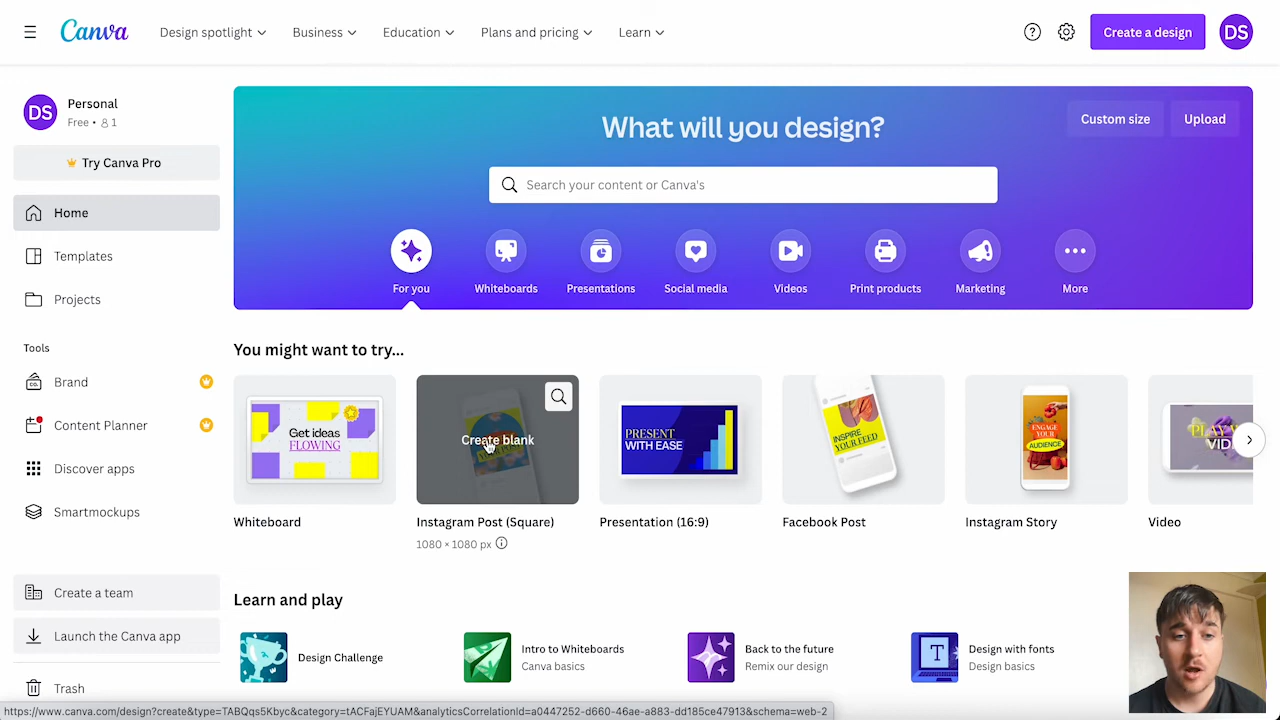 Canva
Design spotlight
Business
Education
Plans and pricing
Learn
?
Create a design
DS
DS
Personal
Free • 1
Try Canva Pro
Home
Templates
Projects
Tools
CO.
Brand
Content Planner
Discover apps
Smartmockups
Create a team
Launch the Canva app
Trash
What will you design?
Custom size
Upload
Search your content or Canva's
For you
Whiteboards
Presentations
Social media
Videos
Print products
Marketing
More
You might want to try...
Get ideas
FLOWING
Whiteboard
Create blank
Instagram Post (Square)
1080 × 1080 px
PRESENT
WITH EASE
Presentation (16:9)
INSPIRE
YOUR FEED
Facebook Post
ENGAGE
YOUR
AUDIENCE
Instagram Story
Video
Learn and play
Design Challenge
Intro to Whiteboards
Canva basics
Back to the future
Remix our design
T
Design with fonts
Design basics
https://www.canva.com/design?create&type=TABQqs5Kbyc&category=tACFajEYUAM&analyticsCorrelationId=a0447252-d660-46ae-a883-dd185ce47913&schema=web-2